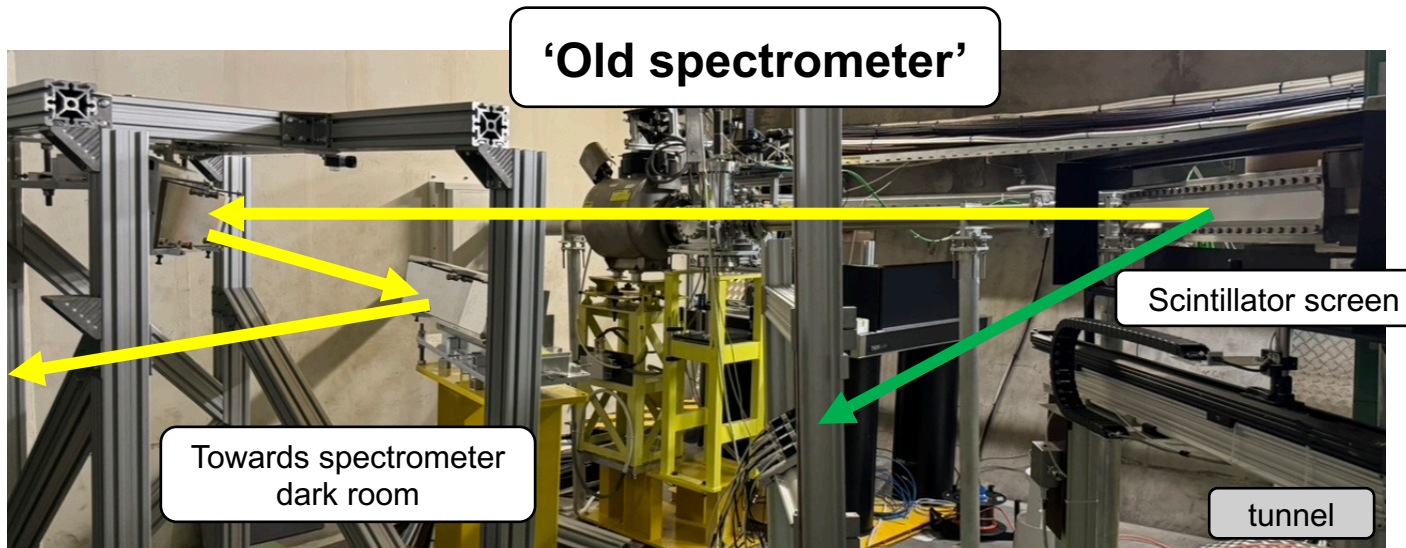 ‘Old spectrometer’
Scintillator screen
Towards spectrometer
dark room
tunnel